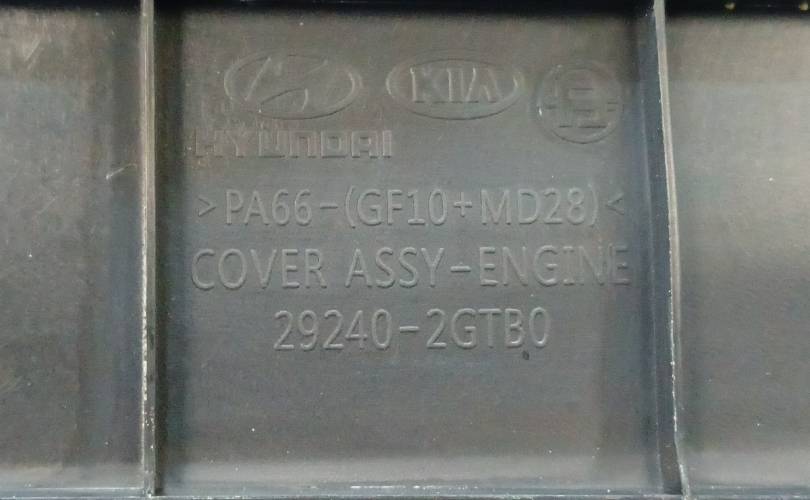 KIA
HYUNDAI
>PA66-(GF10+MD28)<
COVER ASSY-ENGINE
29240-2GTB0